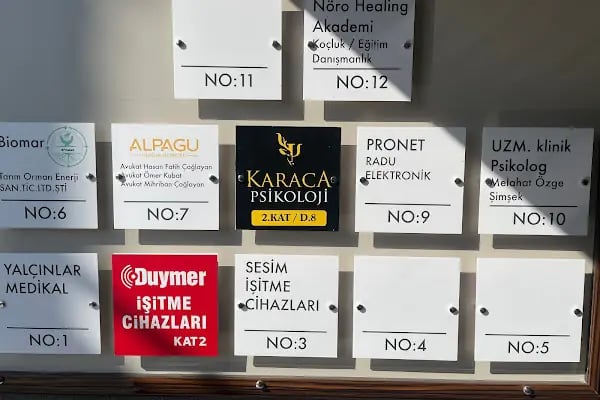 NO:11
Nöro Healing
Akademi
Koçluk / Eğitim
Danışmanlık
NO:12
Biomar
Tarım Orman Enerji
SAN.TİC.LTD.ŞTİ
NO:6
ALPAGU
Avukat Hasan Fatih Çağlayan
Avukat Ömer Kubat
Avukat Mihriban Çağlayan
NO:7
KARACA
PSİKOLOJİ
2.KAT / D.8
PRONET
RADU
ELEKTRONİK
NO:9
UZM. klinik
Psikolog
Melahat Özge
Şimşek
NO:10
YALÇINLAR
MEDİKAL
NO:1
Duymer
İŞİTME
CİHAZLARI
KAT2
SESİM
İŞİTME
CİHAZLARI
NO:3
NO:4
NO:5